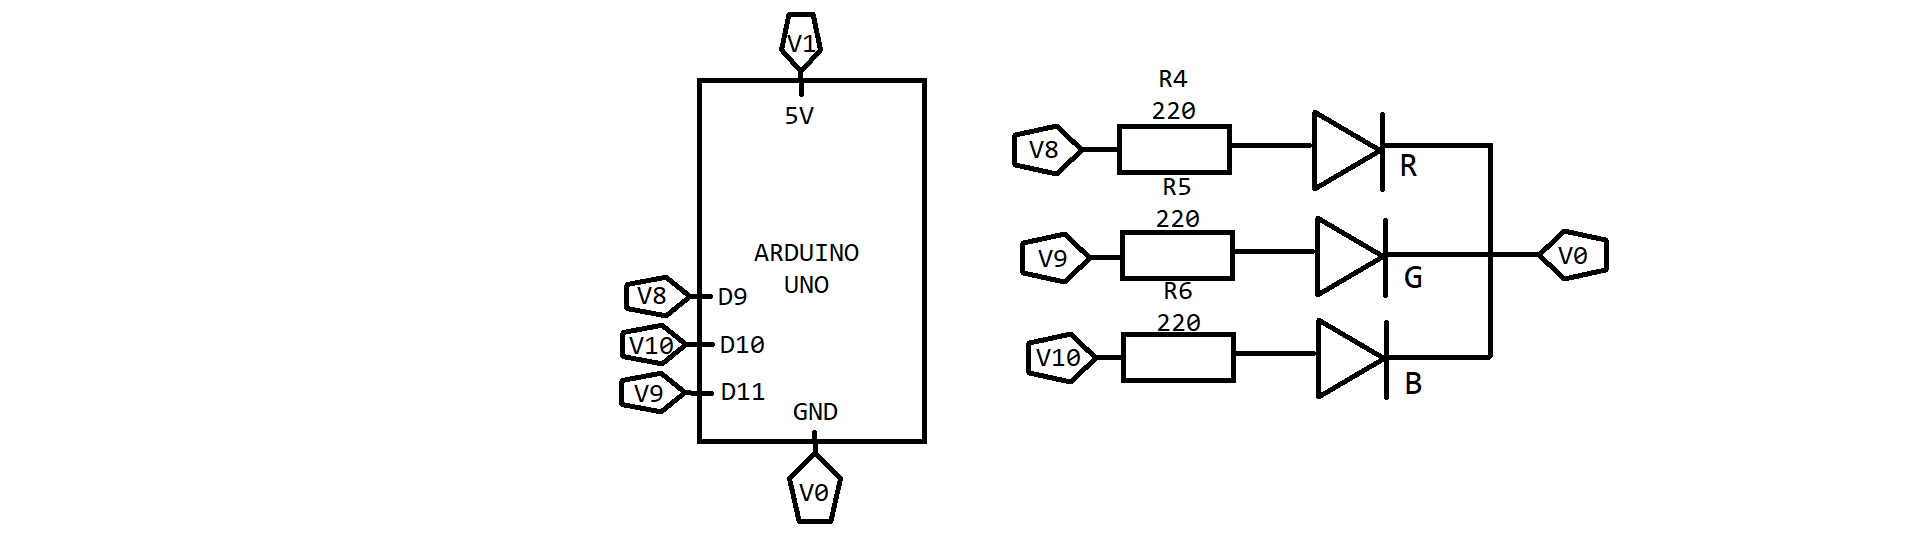 V1
5V
ARDUINO
UNO
V8 D9
V10 D10
V9 D11
GND
V0
R4
220
V8
R
R5
220
V9
G
V0
R6
220
V10
B